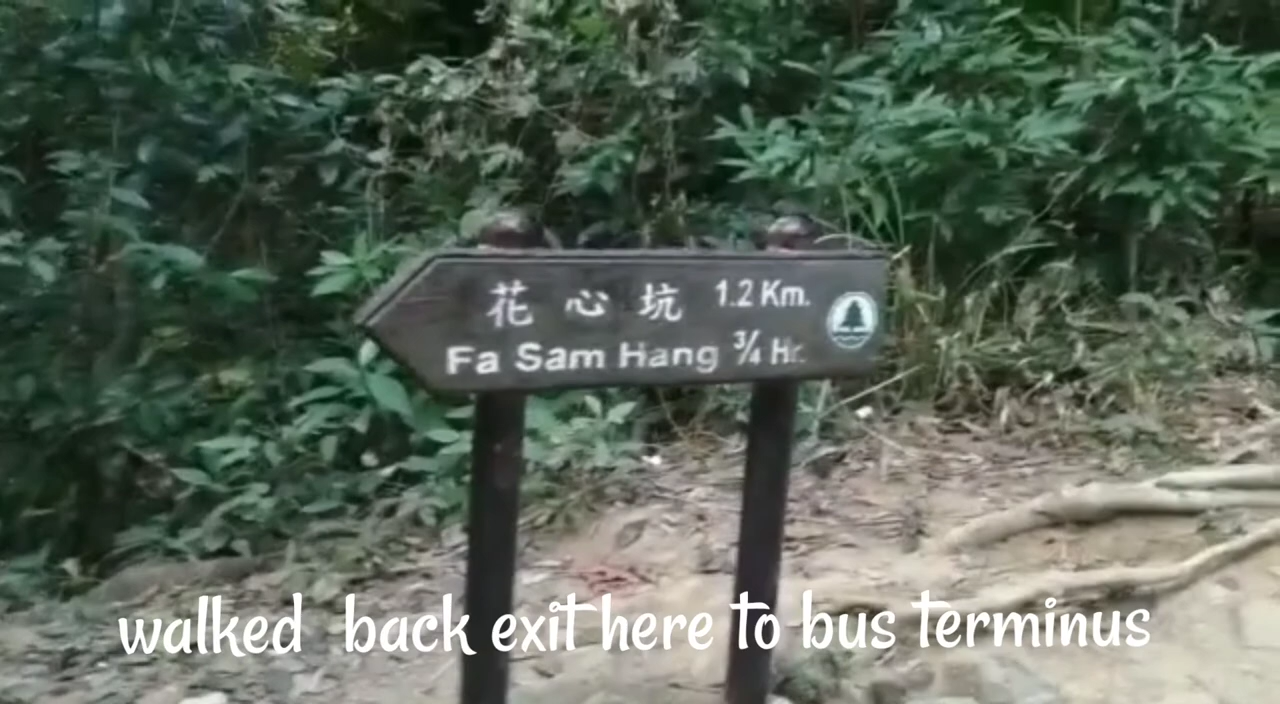 花心坑 1.2 Km.
Fa Sam Hang ¾ Hr.
walked back exit here to bus terminus